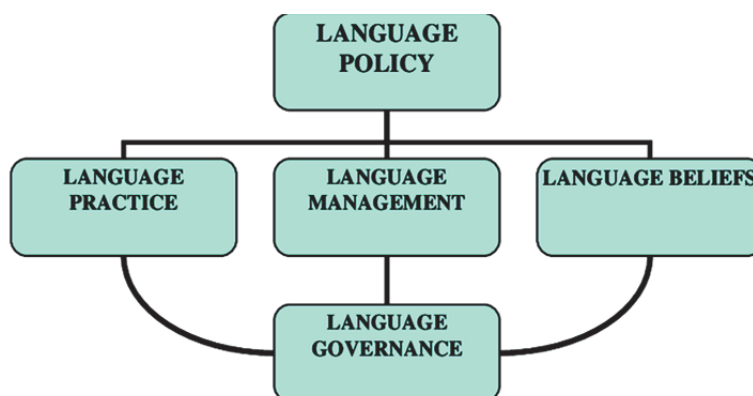 LANGUAGE
POLICY
LANGUAGE
PRACTICE
LANGUAGE
MANAGEMENT
LANGUAGE BELIEFS
LANGUAGE
GOVERNANCE